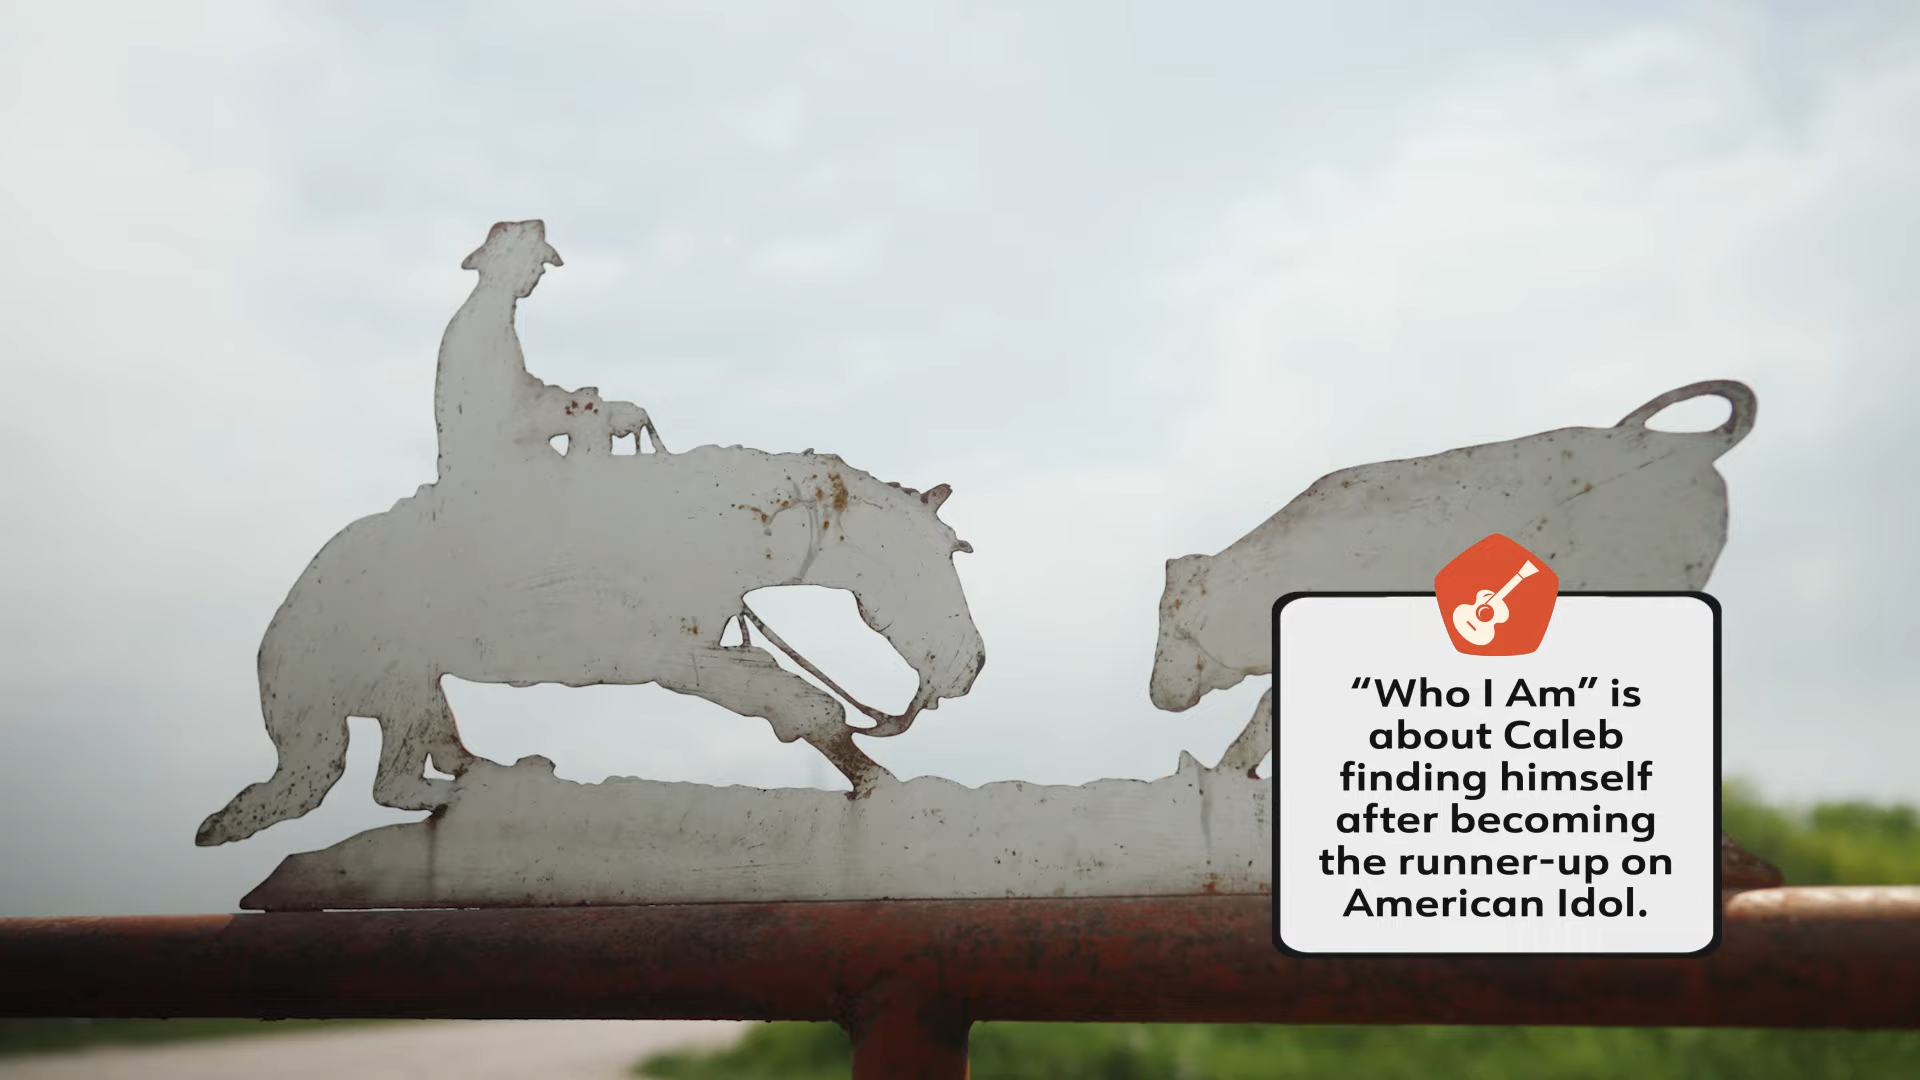 “Who I Am” is
about Caleb
finding himself
after becoming
the runner-up on
American Idol.